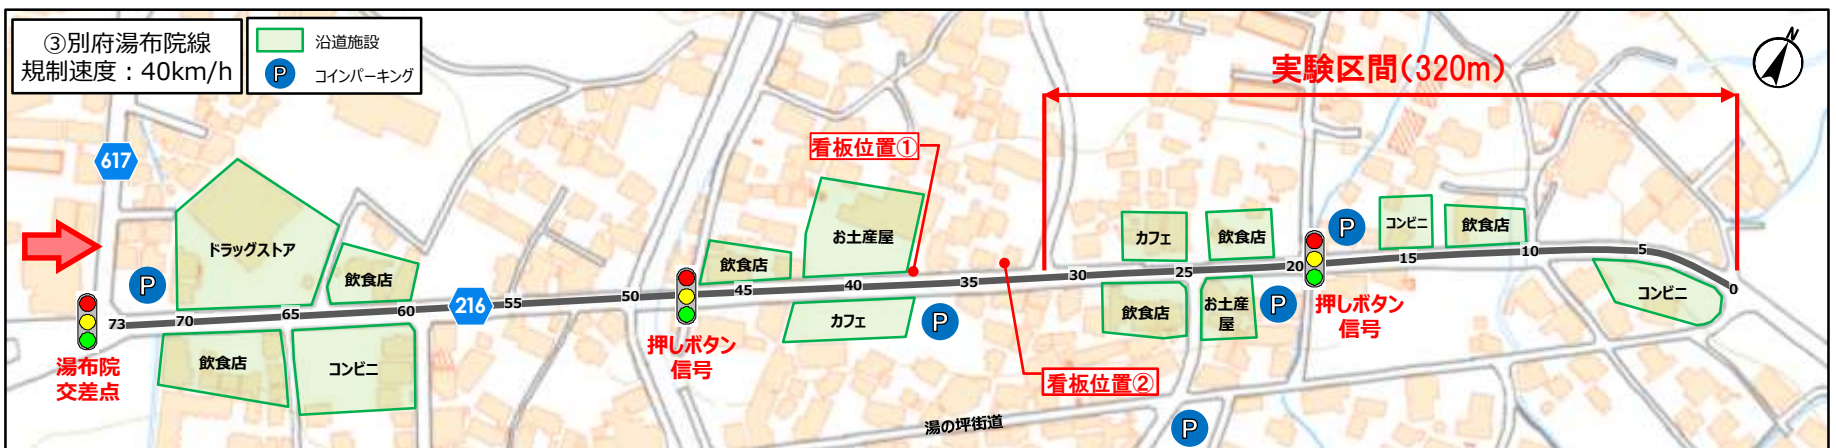 ③別府湯布院線
規制速度：40km/h
沿道施設
P
コインパーキング
実験区間(320m)
N
617
看板位置①
ドラッグストア
飲食店
飲食店
お土産屋
カフェ
飲食店
P
コンビニ
飲食店
P
73
70
65
60
216
55
50
45
40
35
30
25
20
15
10
5
0
湯布院
交差点
飲食店
コンビニ
押しボタン
信号
カフェ
P
看板位置②
飲食店
お土産
屋
P
押しボタン
信号
コンビニ
湯の坪街道
P